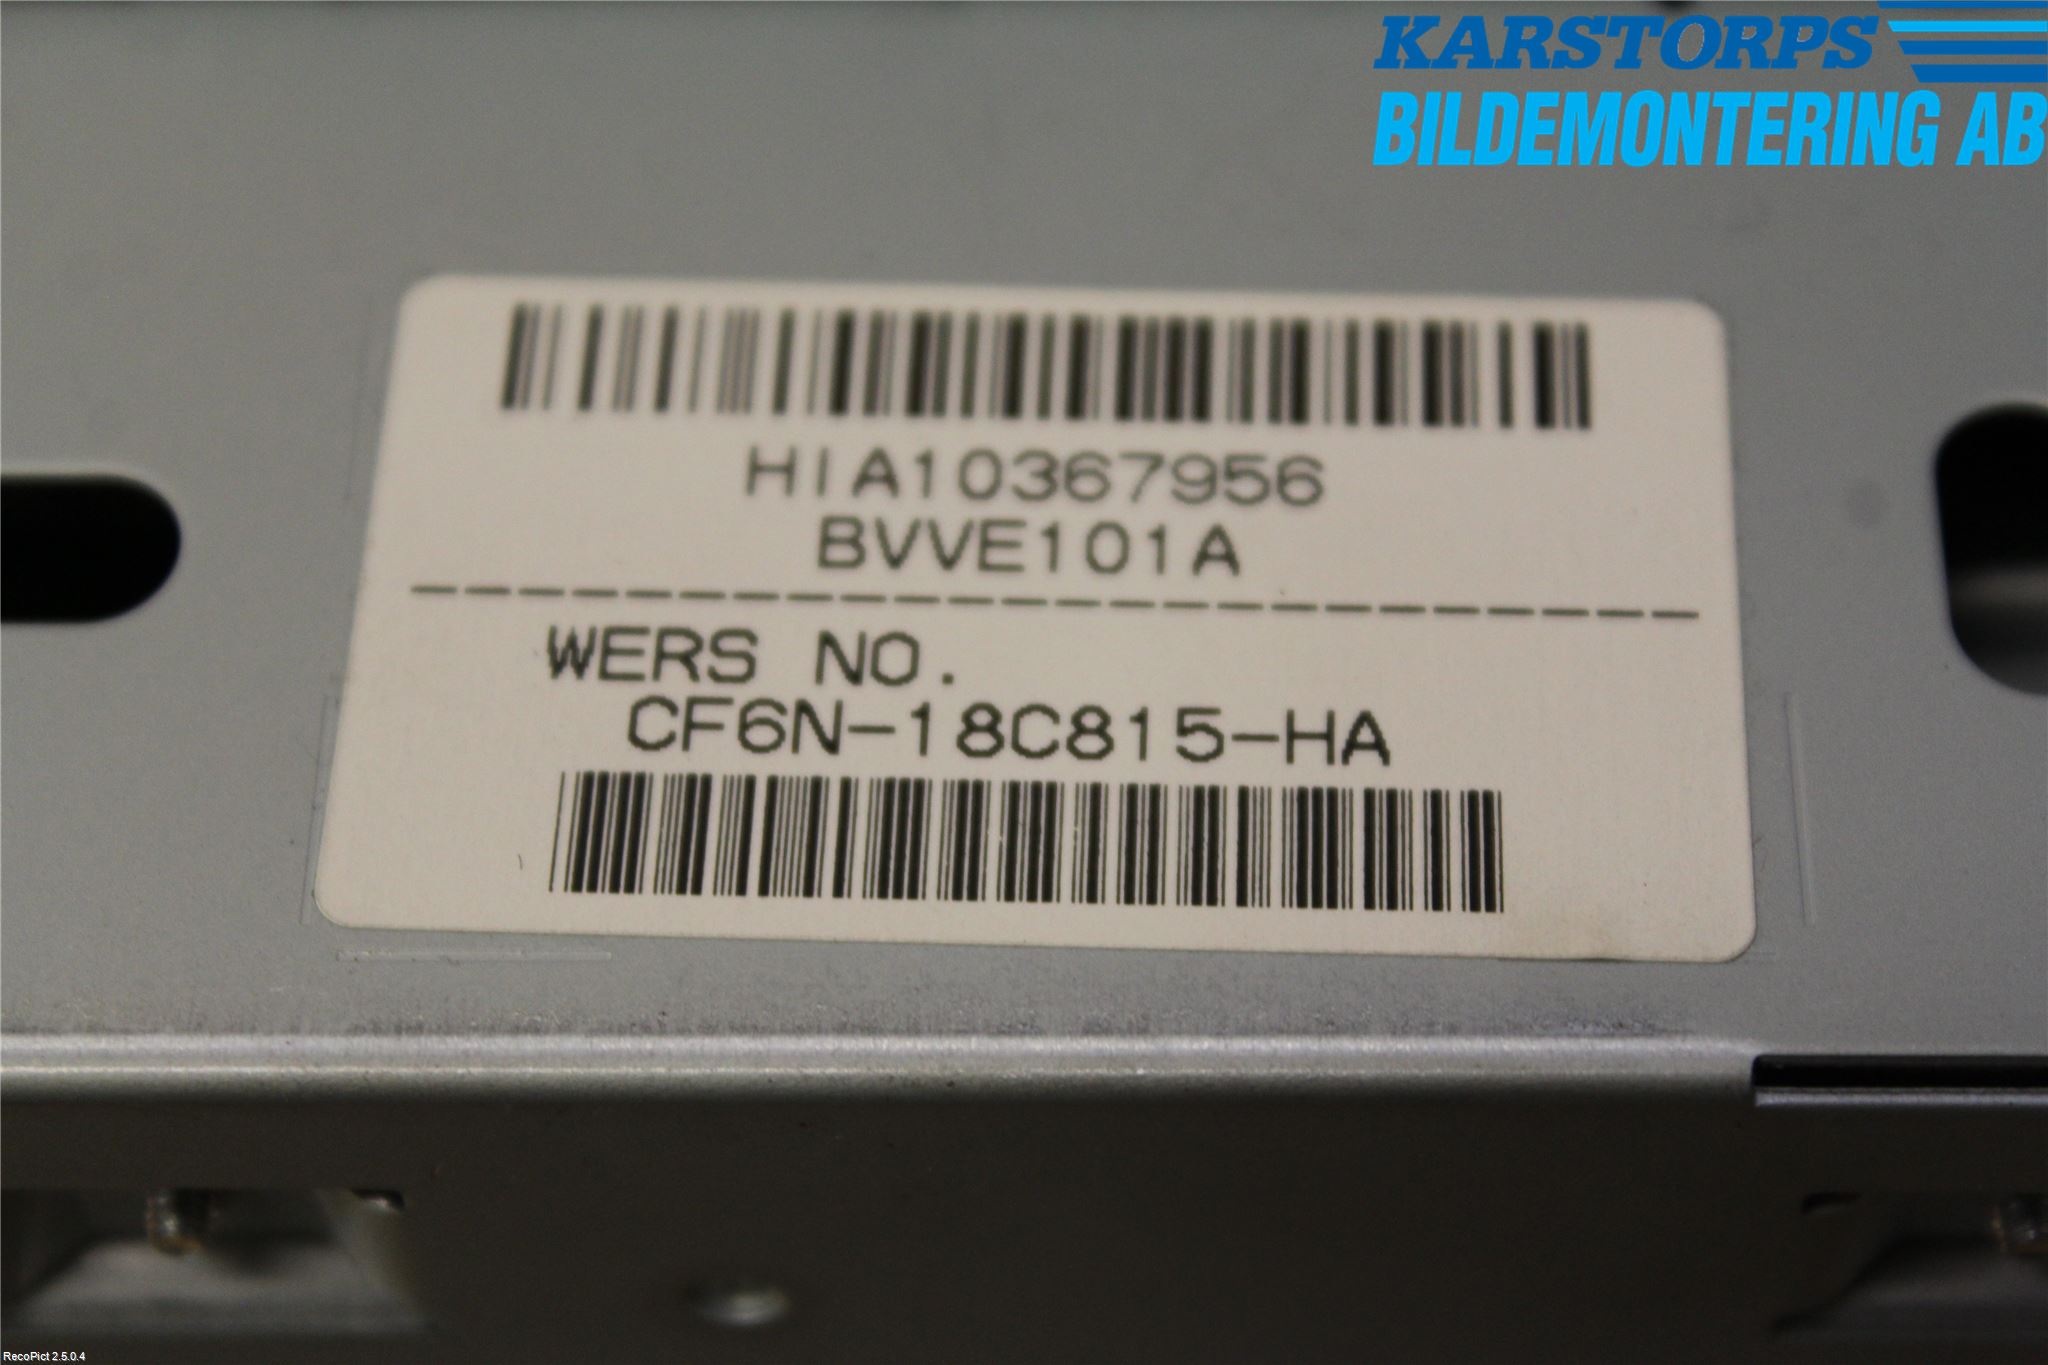 KARSTORPS
BILDEMONTERING AB
HIA10367956
BVVE101A
WERS NO.
CF6N-18C815-HA
RecoPict 2.5.0.4